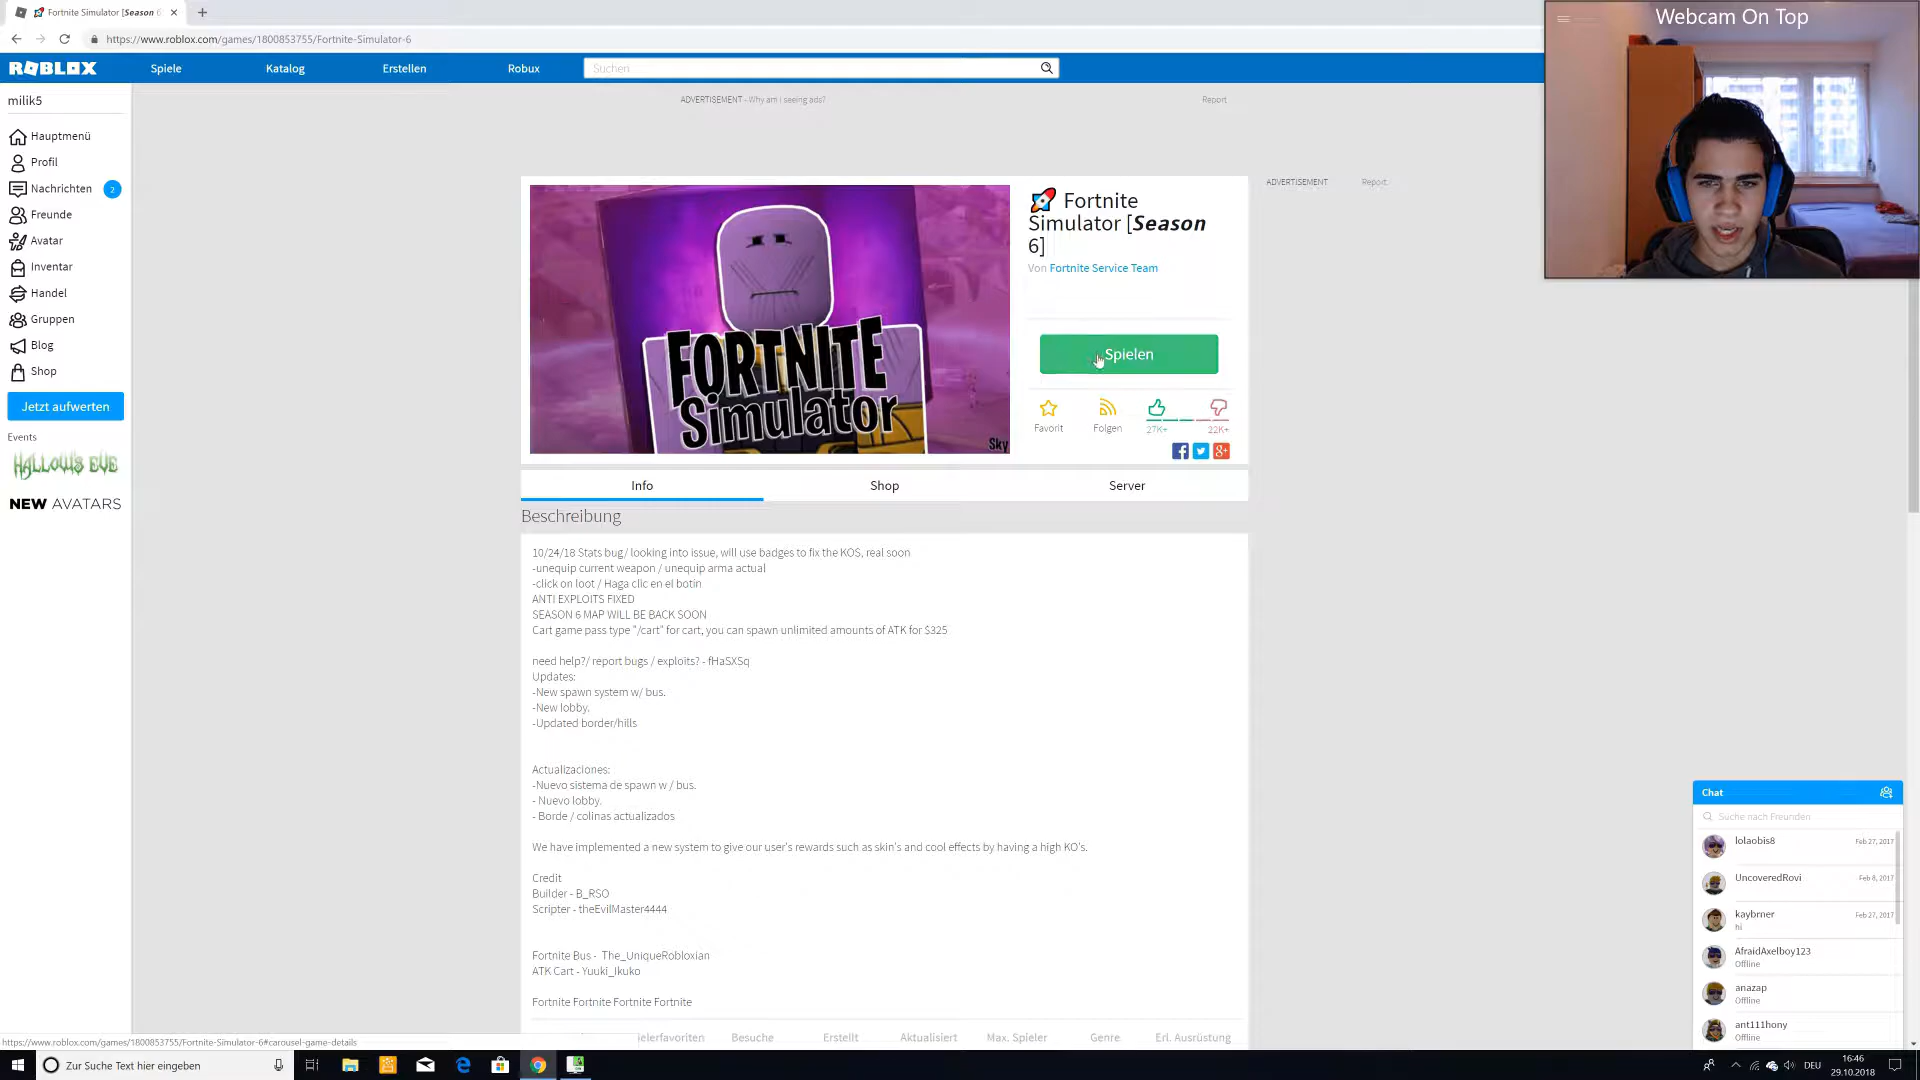 Fortnite Simulator [Season 6
https://www.roblox.com/games/1800853755/Fortnite-Simulator-6
Webcam On Top
ROBLOX
Spiele
Katalog
Erstellen
Robux
Suchen
milik5
ADVERTISEMENT - Why am I seeing ads?
Report
Hauptmenü
Profil
Nachrichten 2
Freunde
Avatar
Inventar
Handel
Gruppen
Blog
Shop
Jetzt aufwerten
Events
HALLOW'S EVE
NEW AVATARS
FORTNITE
Simulator
Sky
Fortnite
Simulator [Season
6]
Von Fortnite Service Team
Spielen
Favorit
Folgen
27K+
22K+
ADVERTISEMENT
Report
Info
Shop
Server
Beschreibung
10/24/18 Stats bug/ looking into issue, will use badges to fix the KOS, real soon
-unequip current weapon / unequip arma actual
-click on loot / Haga clic en el botin
ANTI EXPLOITS FIXED
SEASON 6 MAP WILL BE BACK SOON
Cart game pass type "/cart" for cart, you can spawn unlimited amounts of ATK for $325
need help?/ report bugs / exploits? - fHaSXSq
Updates:
-New spawn system w/ bus.
-New lobby.
-Updated border/hills
Actualizaciones:
-Nuevo sistema de spawn w / bus.
- Nuevo lobby.
- Borde / colinas actualizados
We have implemented a new system to give our user's rewards such as skin's and cool effects by having a high KO's.
Credit
Builder - B_RSO
Scripter - theEvilMaster4444
Fortnite Bus - The_UniqueRobloxian
ATK Cart - Yuuki_Ikuko
Fortnite Fortnite Fortnite Fortnite
ielerfavoriten
Besuche
Erstellt
Aktualisiert
Max. Spieler
Genre
Erl. Ausrüstung
Chat
Suche nach Freunden
lolaobis8
Feb 27, 2017
UncoveredRovi
Feb 8, 2017
kaybrner
Feb 27, 2017
hi
AfraidAxelboy123
Offline
anazap
Offline
ant111hony
Offline
https://www.roblox.com/games/1800853755/Fortnite-Simulator-6#carousel-game-details
Zur Suche Text hier eingeben
DEU
16:46
29.10.2018